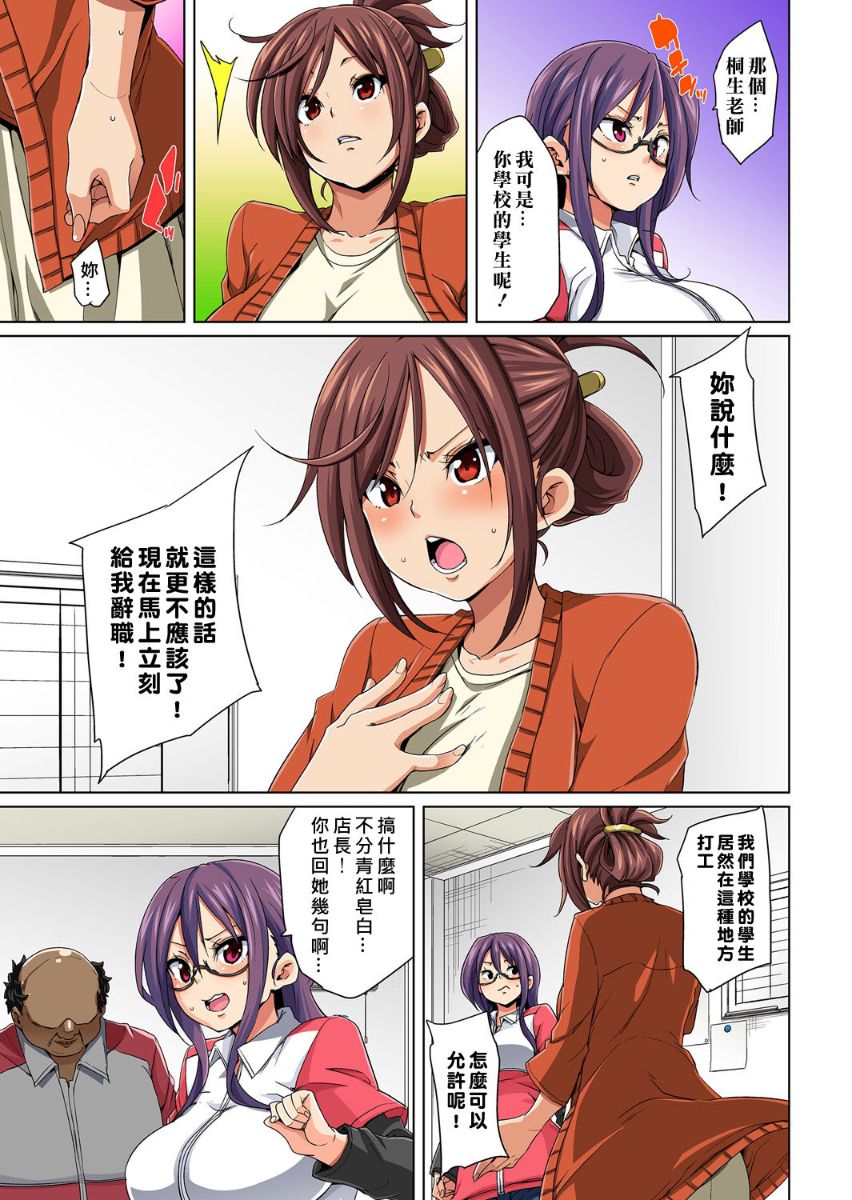 那個…
桐生老師
我可是…
你學校的學生呢！
妳…
妳說什麼！
這樣的話
就更不應該了！
現在馬上立刻
給我辭職！
我們學校的學生
居然在這種地方
打工
怎麼可以
允許呢！
搞什麼啊
不分青紅皂白…
店長！
你也回她幾句啊…